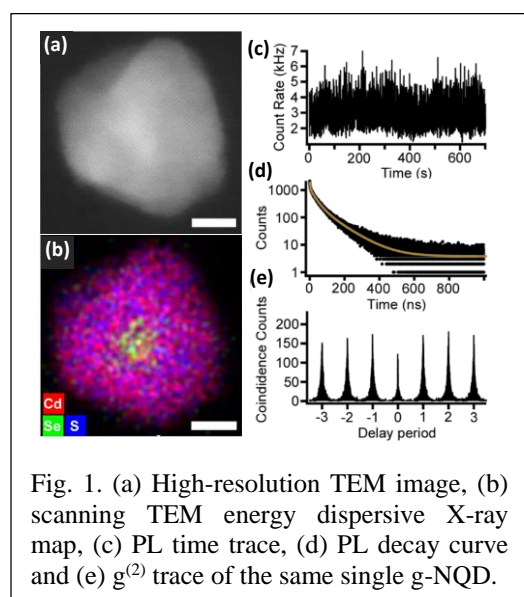 (a)
(b)
Cd
Se S
(c)
Count Rate (kHz)
7
6
5
4
3
2
0 200 400 600
Time (s)
(d)
Counts
1000
100
10
1
0 200 400 600 800
Time (ns)
(e)
Coindidence Counts
200
150
100
50
0
-3 -2 -1 0 1 2 3
Delay period
Fig. 1. (a) High-resolution TEM image, (b)
scanning TEM energy dispersive X-ray
map, (c) PL time trace, (d) PL decay curve
and (e) g(2) trace of the same single g-NQD.